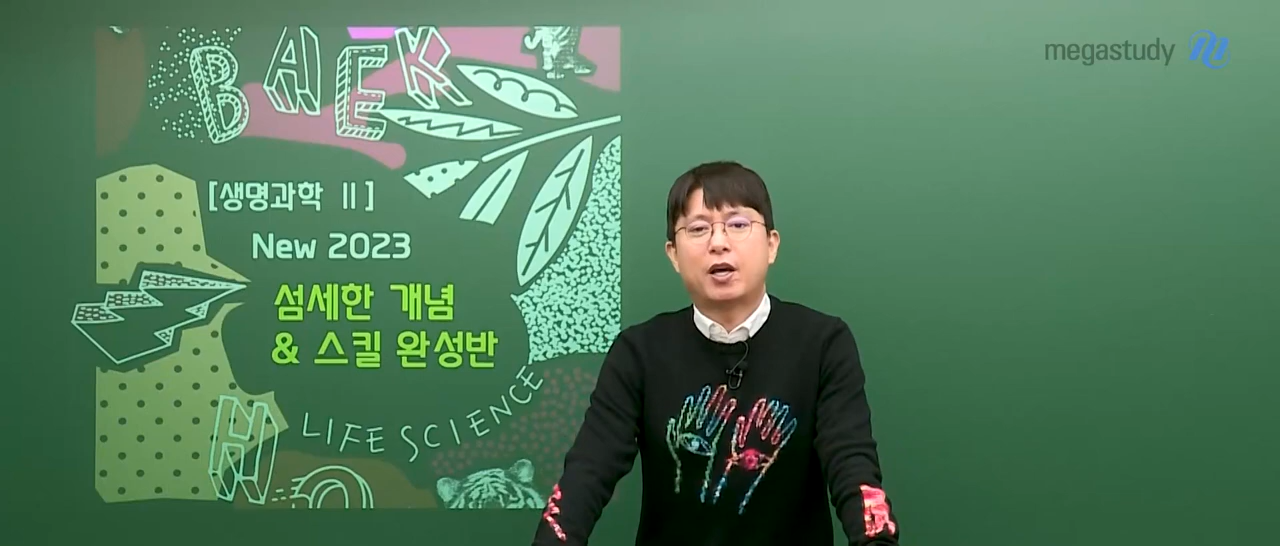 BAEK
megastudy
[생명과학 Ⅱ]
New 2023
섬세한 개념
& 스킬 완성반
LIFE SCIENCE
HO